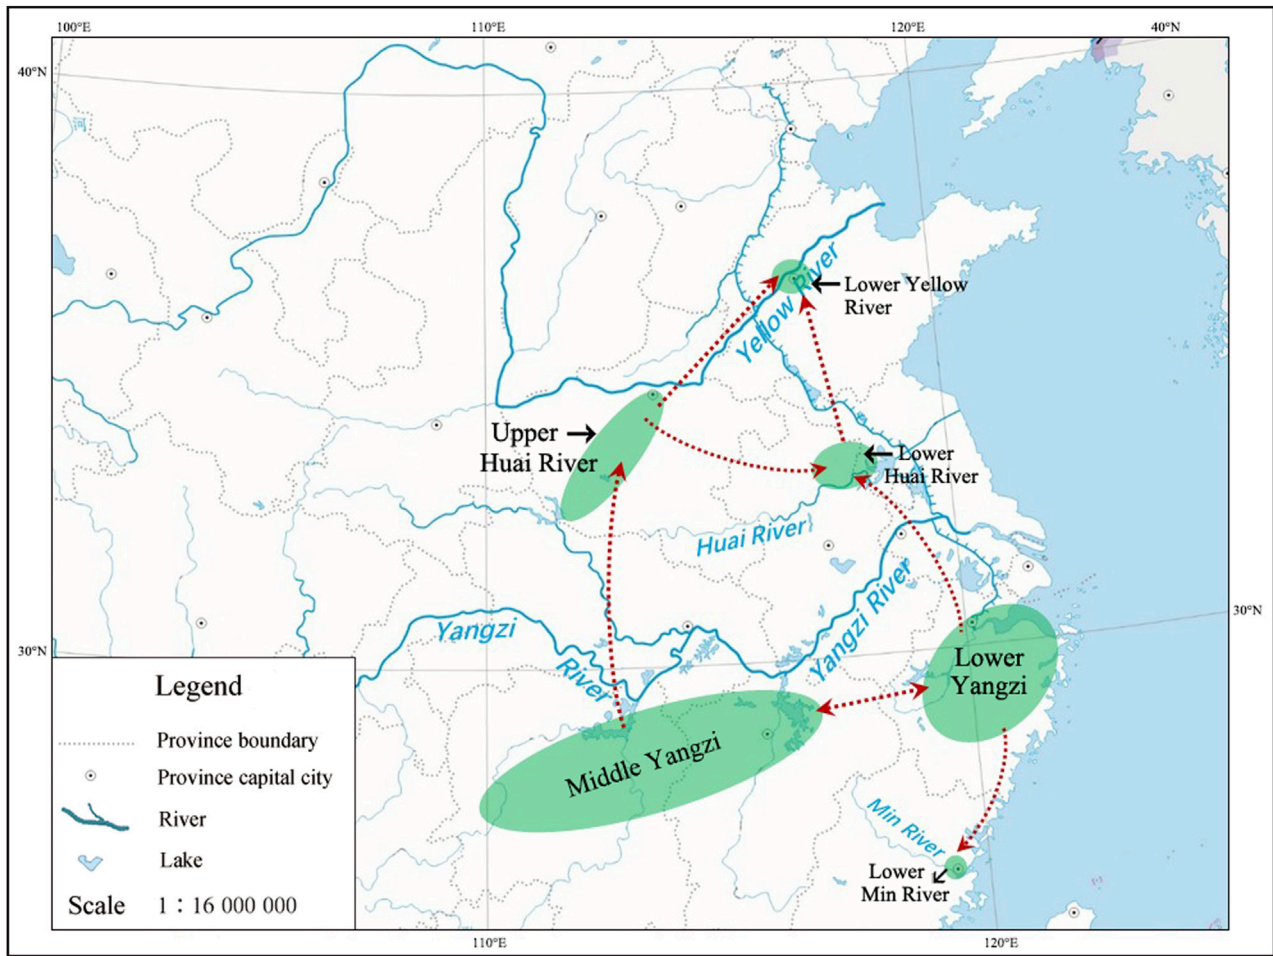 100°E
110°E
120°E
40°N
40°N
河
Lower Yellow
River
Yellow River
Upper
Huai River
Lower
Huai River
Huai River
30°N
Yangzi
River
Yangzi River
30°N
Lower
Yangzi
Middle Yangzi
Min River
Lower
Min River
Legend
Province boundary
Province capital city
River
Lake
Scale 1：16 000 000
110°E
120°E